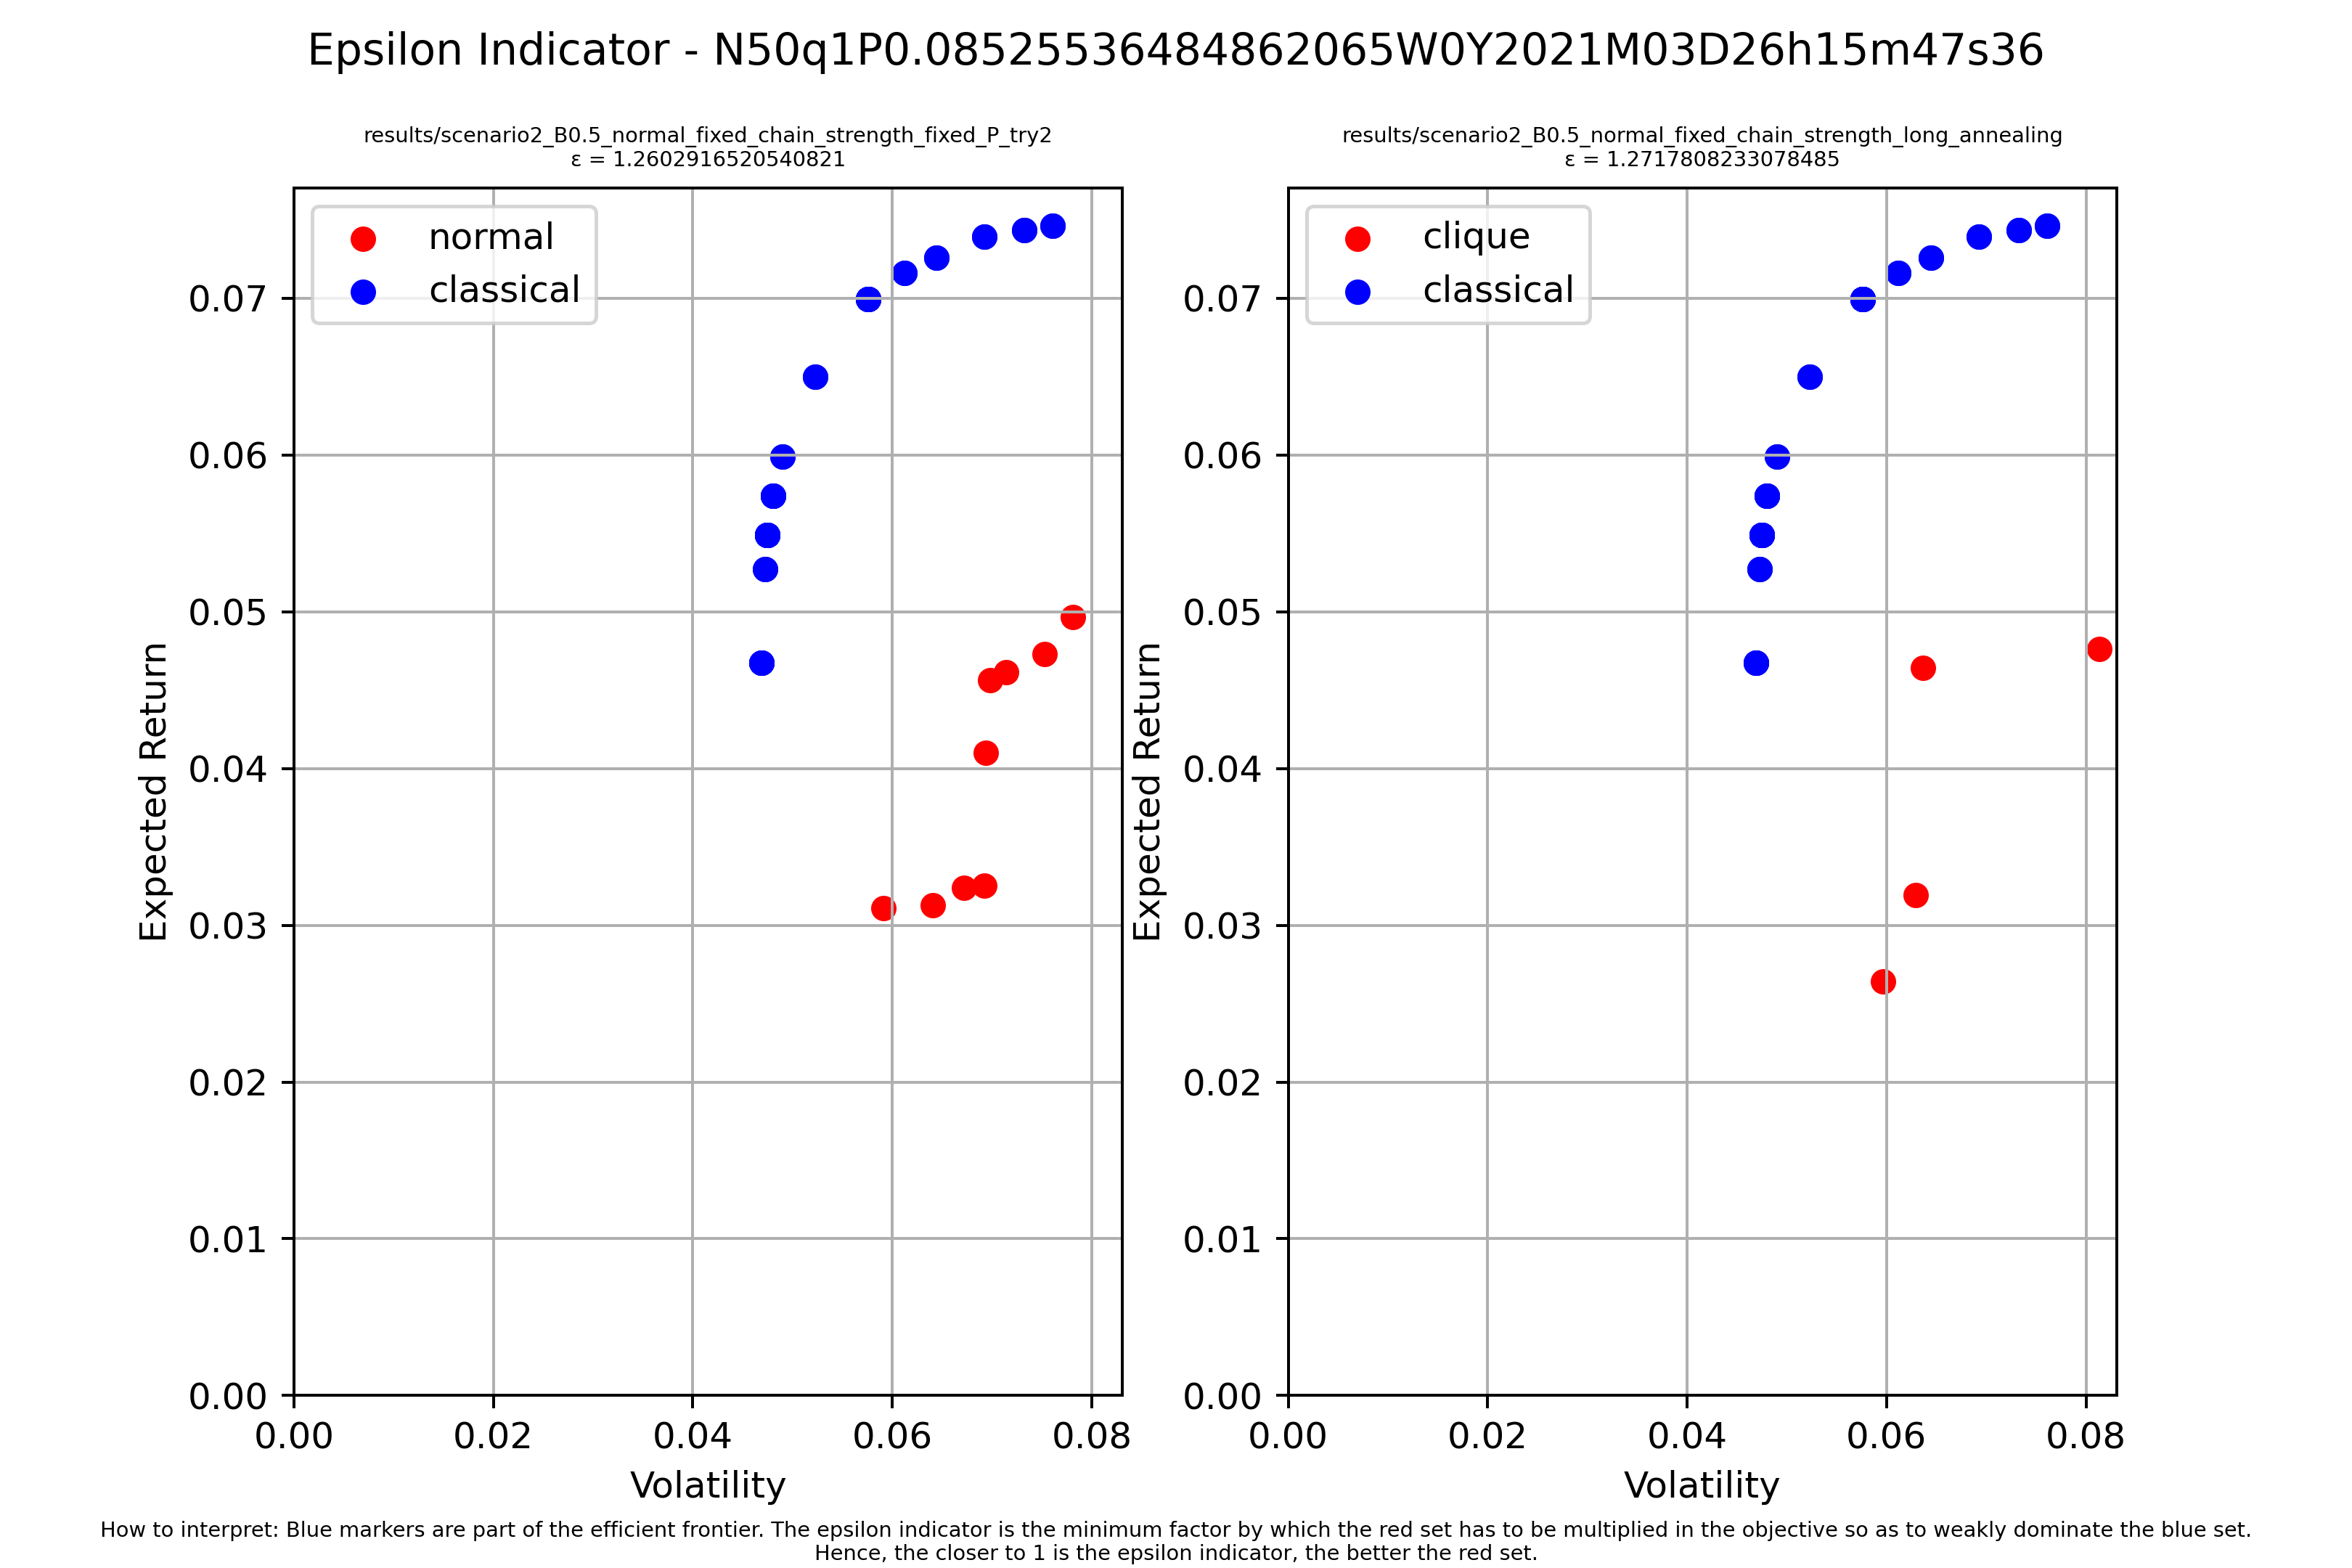 Epsilon Indicator - N50q1P0.08525536484862065W0Y2021M03D26h15m47s36
results/scenario2_B0.5_normal_fixed_chain_strength_fixed_P_try2
ε = 1.2602916520540821
normal
classical
0.07
0.06
0.05
0.04
0.03
0.02
0.01
0.00
Expected Return
0.00 0.02 0.04 0.06 0.08
Volatility
results/scenario2_B0.5_normal_fixed_chain_strength_long_annealing
ε = 1.2717808233078485
clique
classical
0.07
0.06
0.05
0.04
0.03
0.02
0.01
0.00
Expected Return
0.00 0.02 0.04 0.06 0.08
Volatility
How to interpret: Blue markers are part of the efficient frontier. The epsilon indicator is the minimum factor by which the red set has to be multiplied in the objective so as to weakly dominate the blue set.
Hence, the closer to 1 is the epsilon indicator, the better the red set.